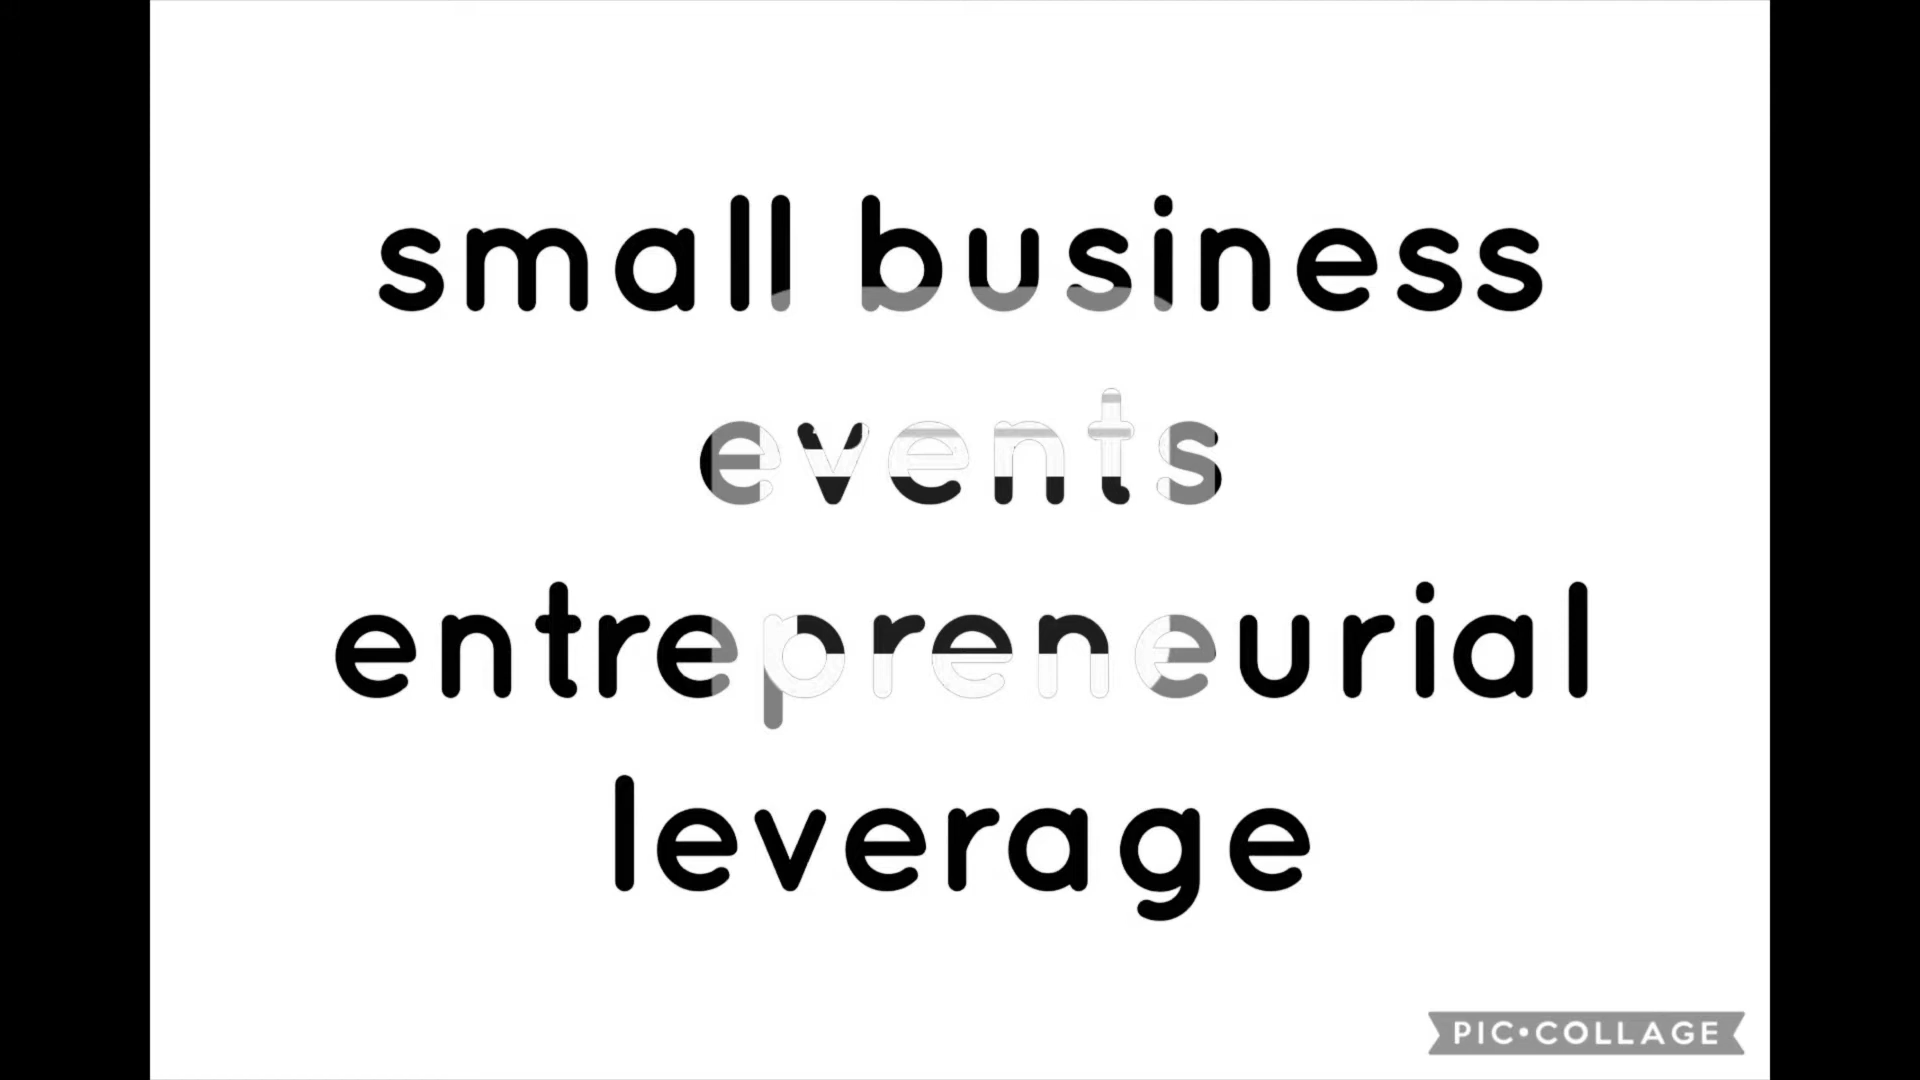 small business
events
entrepreneurial
leverage
PIC•COLLAGE